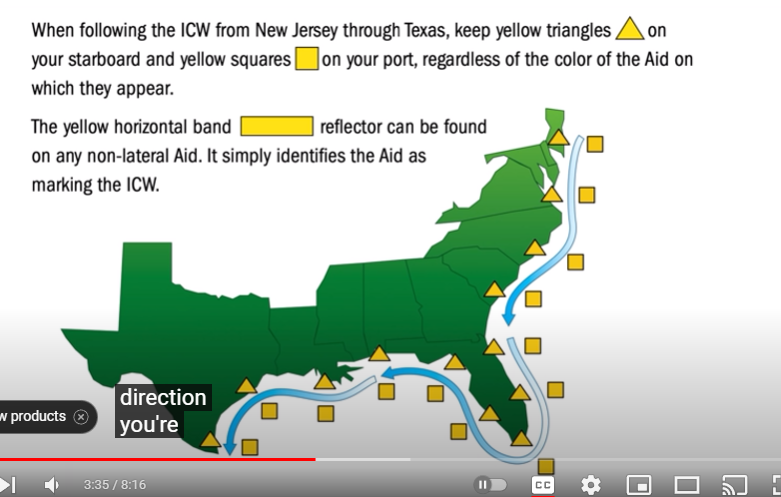 When following the ICW from New Jersey through Texas, keep yellow triangles on
your starboard and yellow squares on your port, regardless of the color of the Aid on
which they appear.
The yellow horizontal band reflector can be found
on any non-lateral Aid. It simply identifies the Aid as
marking the ICW.
direction
you're
products
3:35 / 8:16
CC